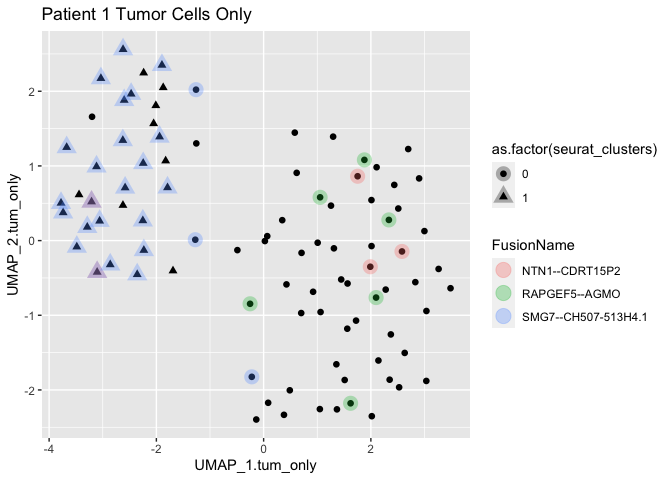 Patient 1 Tumor Cells Only
2
1
0
-1
-2
-4
-2
0
2
UMAP_1.tum_only
UMAP_2.tum_only
as.factor(seurat_clusters)
0
1
FusionName
NTN1--CDRT15P2
RAPGEF5--AGMO
SMG7--CH507-513H4.1